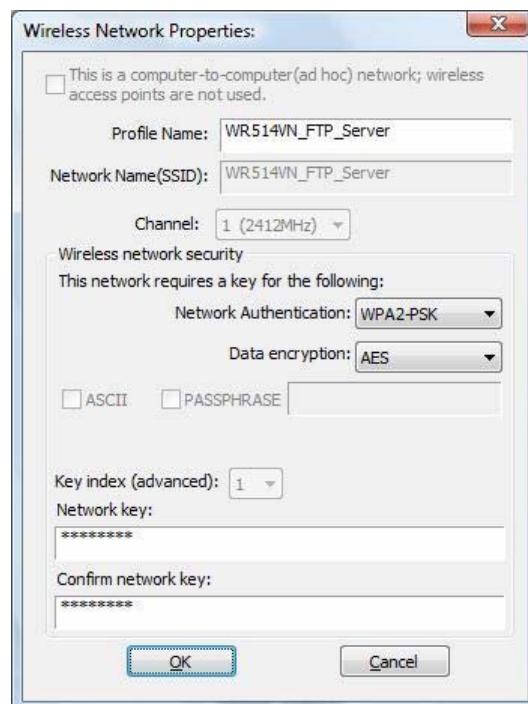 Wireless Network Properties:
This is a computer-to-computer(ad hoc) network; wireless
access points are not used.
Profile Name: WR514VN_FTP_Server
Network Name(SSID): WR514VN_FTP_Server
Channel: 1 (2412MHz)
Wireless network security
This network requires a key for the following:
Network Authentication: WPA2-PSK
Data encryption: AES
ASCII PASSPHRASE
Key index (advanced): 1
Network key:
********
Confirm network key:
********
OK Cancel